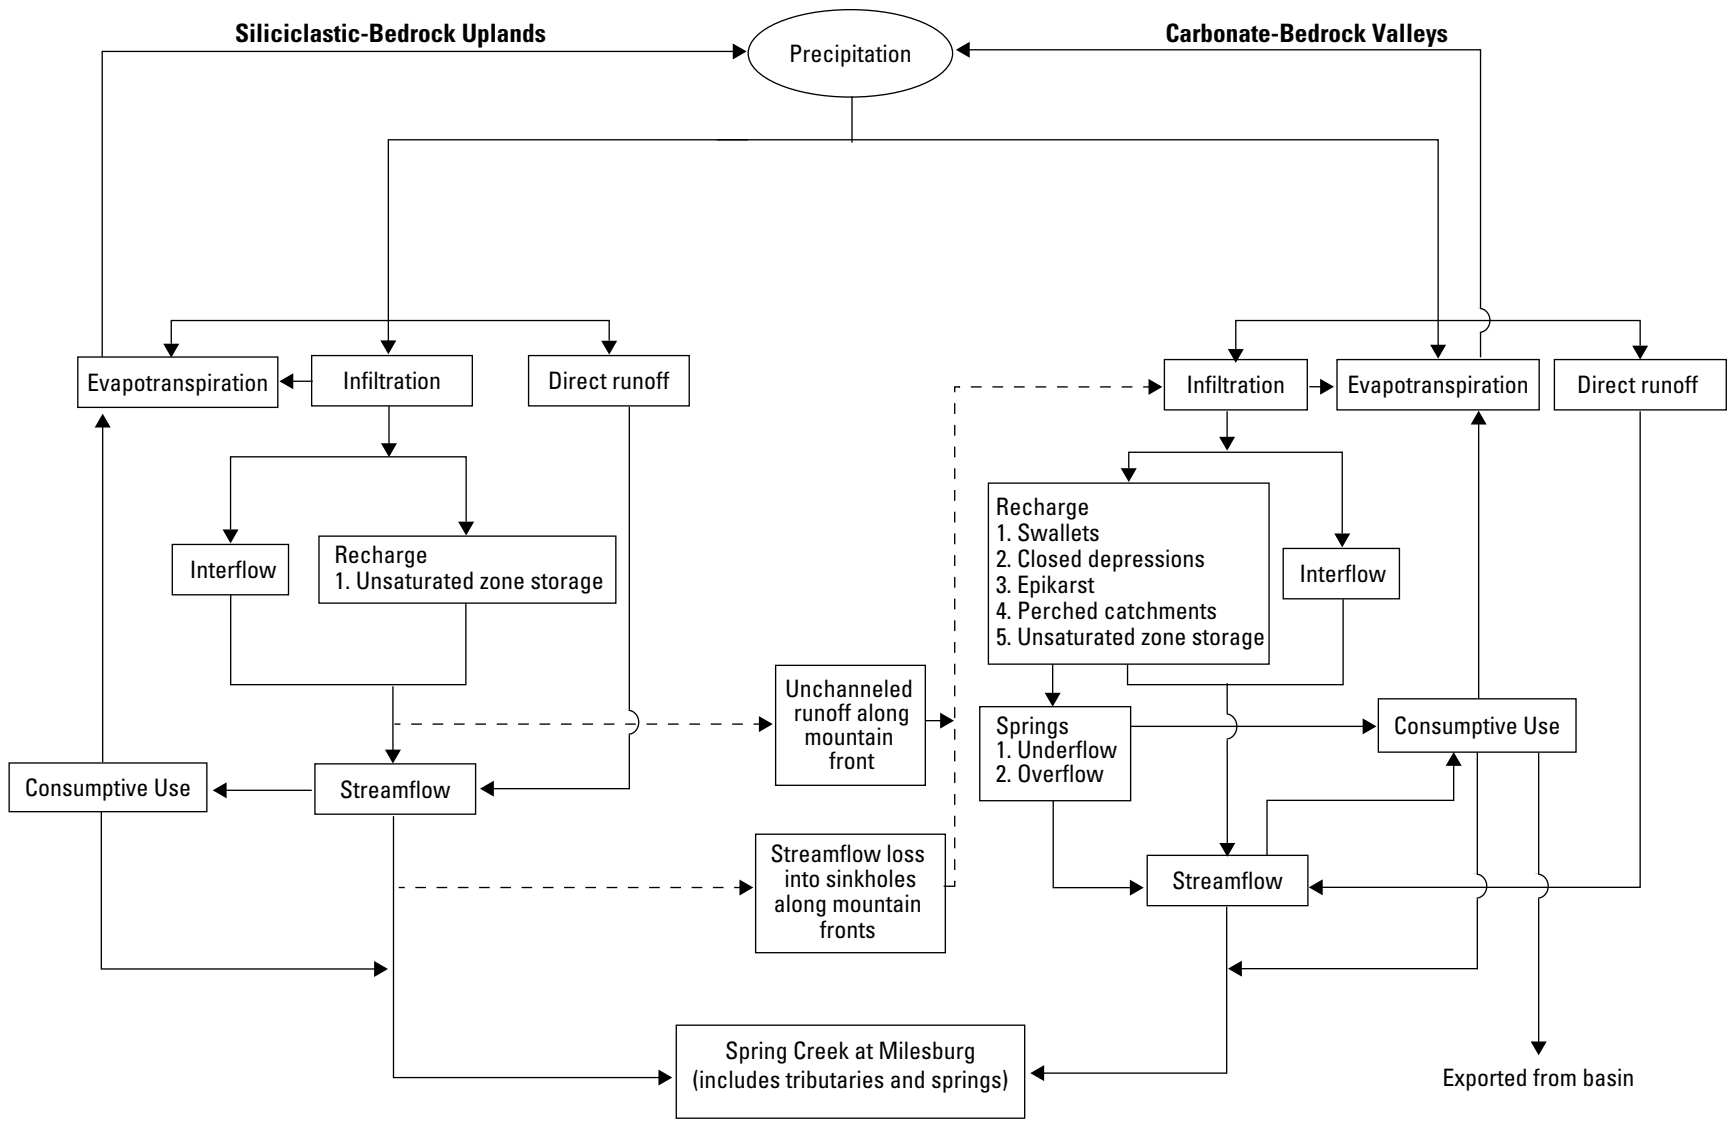 Siliciclastic-Bedrock Uplands
Precipitation
Carbonate-Bedrock Valleys
Evapotranspiration
Infiltration
Direct runoff
Infiltration
Evapotranspiration
Direct runoff
Interflow
Recharge
1. Unsaturated zone storage
Recharge
1. Swallets
2. Closed depressions
3. Epikarst
4. Perched catchments
5. Unsaturated zone storage
Interflow
Unchanneled
runoff along
mountain
front
Springs
1. Underflow
2. Overflow
Consumptive Use
Consumptive Use
Streamflow
Streamflow loss
into sinkholes
along mountain
fronts
Streamflow
Spring Creek at Milesburg
(includes tributaries and springs)
Exported from basin